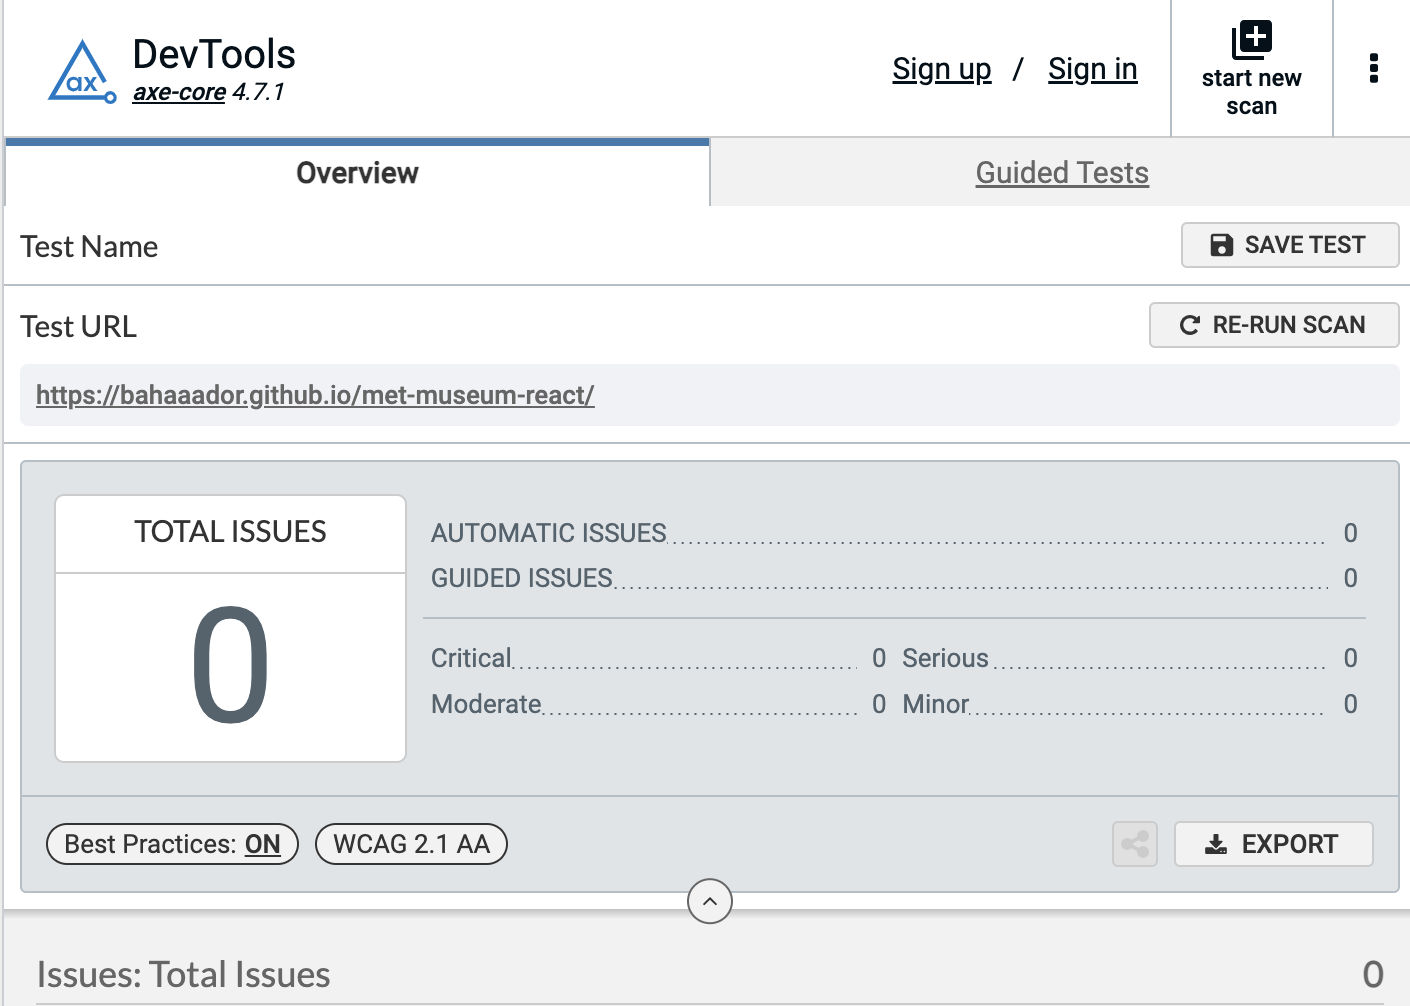 ax
DevTools
axe-core 4.7.1
Sign up / Sign in
start new
scan
Overview
Guided Tests
Test Name
SAVE TEST
Test URL
RE-RUN SCAN
https://bahaaador.github.io/met-museum-react/
TOTAL ISSUES
0
AUTOMATIC ISSUES 0
GUIDED ISSUES 0
Critical 0 Serious 0
Moderate 0 Minor 0
Best Practices: ON
WCAG 2.1 AA
EXPORT
Issues: Total Issues 0